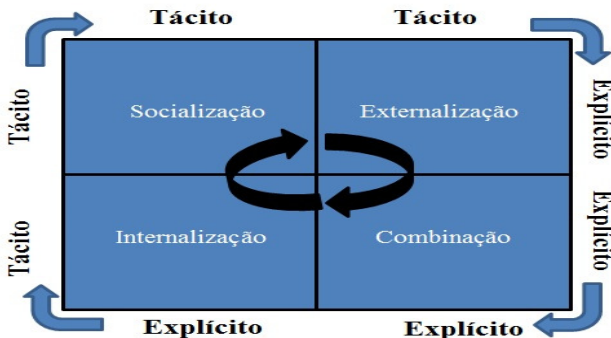 Tácito
Tácito
Tácito
Explícito
Socialização
Externalização
Tácito
Explícito
Internalização
Combinação
Explícito
Explícito